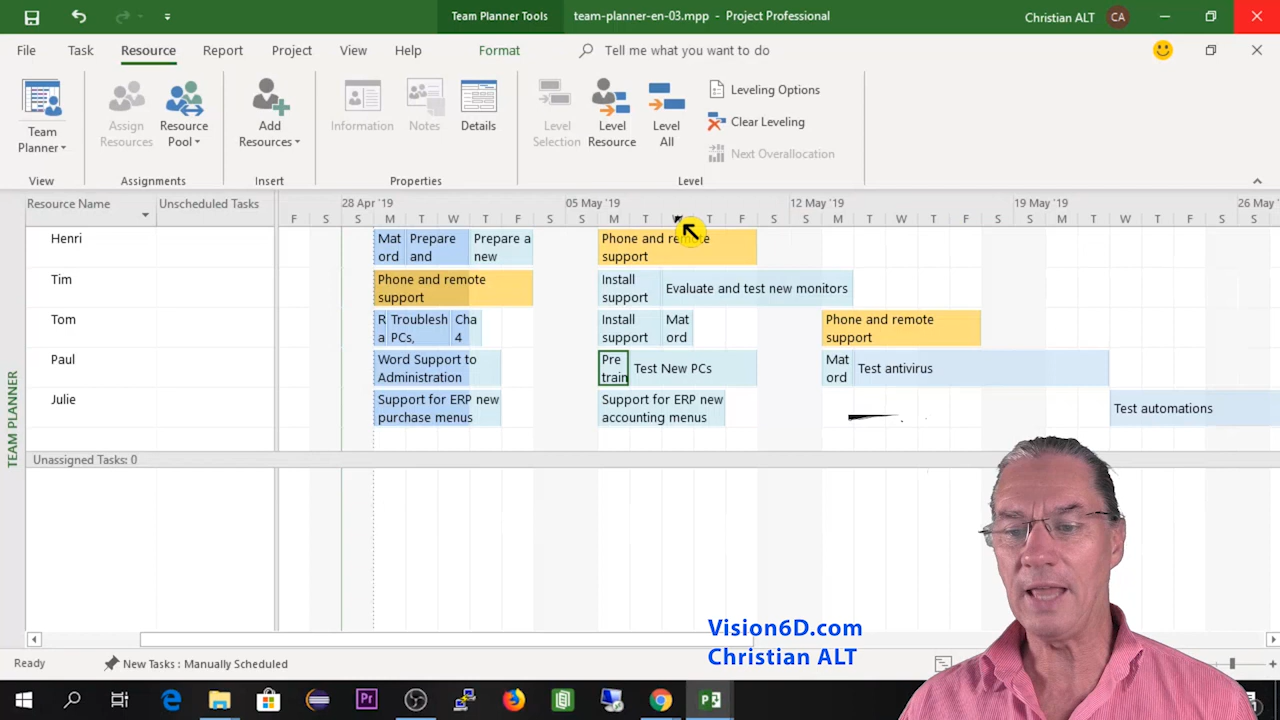 Team Planner Tools team-planner-en-03.mpp - Project Professional Christian ALT CA
File Task Resource Report Project View Help Format Tell me what you want to do
Team Planner
Assign Resources
Resource Pool
Add Resources
Information
Notes
Details
Level Selection
Level Resource
Level All
Leveling Options
Clear Leveling
Next Overallocation
View Assignments Insert Properties Level
Resource Name Unscheduled Tasks
28 Apr '19 05 May '19 12 May '19 19 May '19 26 May '
F S S M T W T F S S M T W T F S S M T W T F S S M T W T F S S
Henri
Mat ord
Prepare and
Prepare a new
Phone and remote support
Tim
Phone and remote support
Install support
Evaluate and test new monitors
Tom
R a
Troublesh PCs,
Cha 4
Install support
Mat ord
Phone and remote support
Paul
Word Support to Administration
Pre train
Test New PCs
Mat ord
Test antivirus
Julie
Support for ERP new purchase menus
Support for ERP new accounting menus
Test automations
TEAM PLANNER
Unassigned Tasks: 0
Vision6D.com
Christian ALT
Ready New Tasks : Manually Scheduled